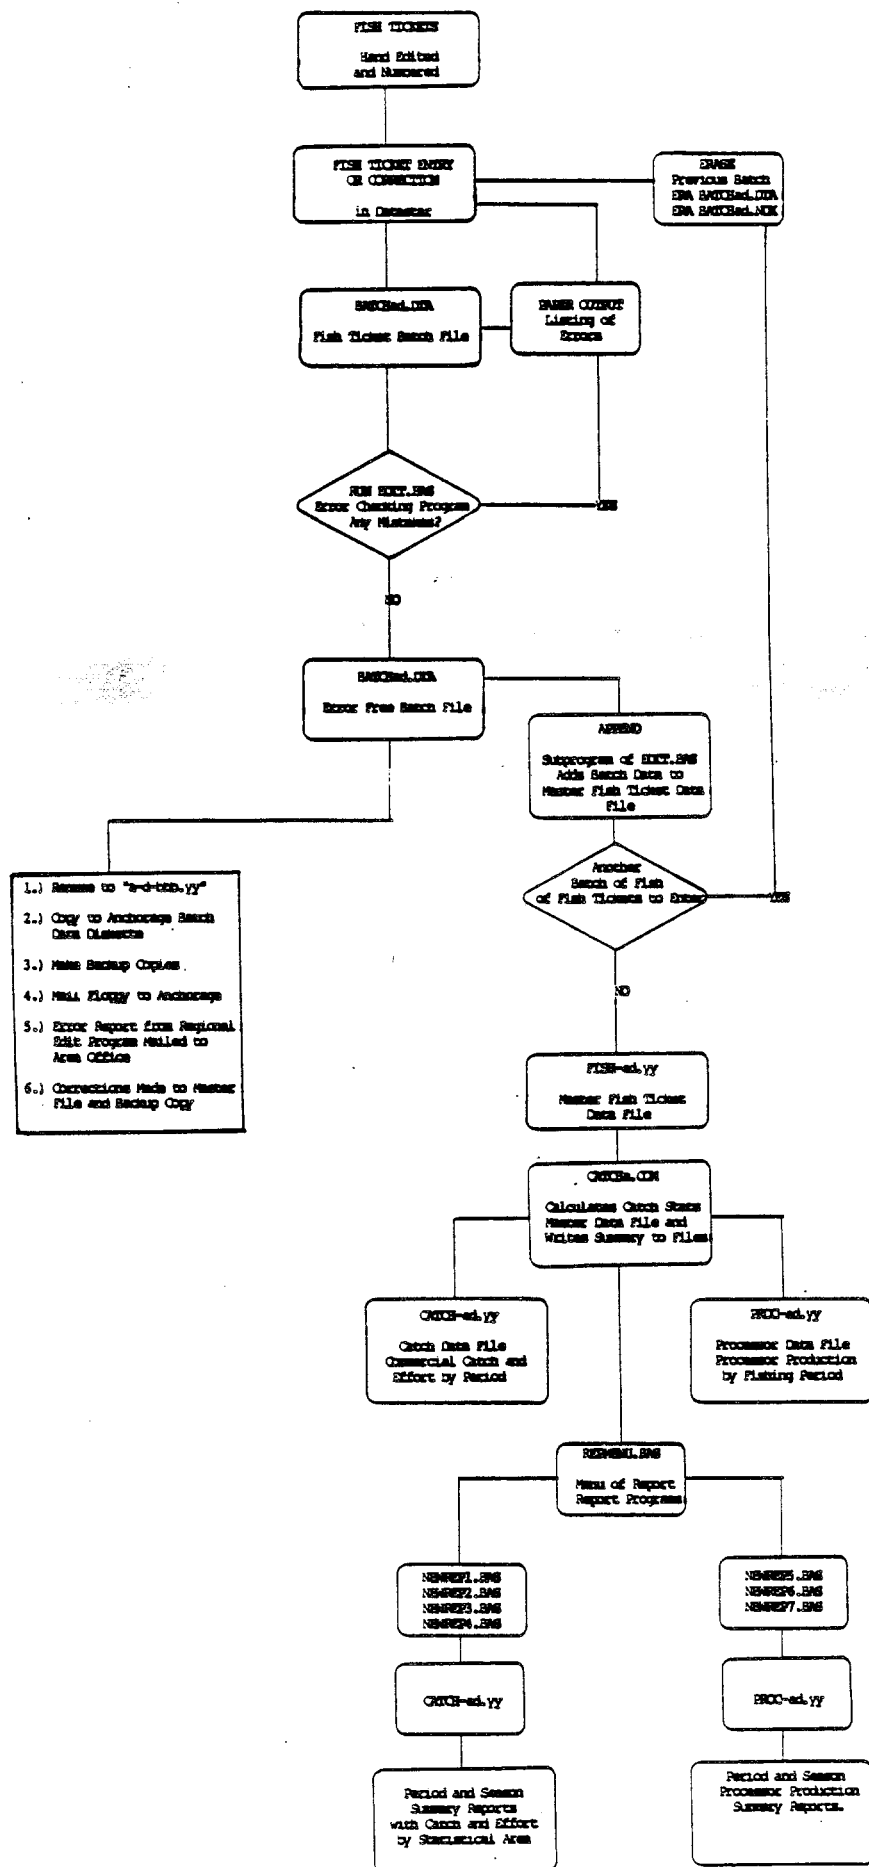 FISH TICKETS
Hand Edited
and Numbered
FISH TICKET ENTRY
OR CORRECTION
in Datastar
ERASE
Previous Batch
ERA BATCHad.DTA
ERA BATCHad.NDX
BATCHad.DTA
Fish Ticket Batch File
PAPER OUTPUT
Listing of
Errors
RUN EDIT.BAS
Error Checking Program
Any Mistakes?
YES
NO
BATCHad.DTA
Error Free Batch File
APPEND
Subprogram of EDIT.BAS
Adds Batch Data to
Master Fish Ticket Data
File
Another
Batch of Fish
of Fish Tickets to Enter
YES
NO
1.) Rename to "a-d-bbb.yy"
2.) Copy to Anchorage Batch
Data Diskette
3.) Make Backup Copies
4.) Mail Floppy to Anchorage
5.) Error Report from Regional
Edit Program Mailed to
Area Office
6.) Corrections Made to Master
File and Backup Copy
FISH-ad.yy
Master Fish Ticket
Data File
CATCHa.COM
Calculates Catch Stats
Master Data File and
Writes Summary to Files
CATCH-ad.yy
Catch Data File
Commercial Catch and
Effort by Period
PROC-ad.yy
Processor Data File
Processor Production
by Fishing Period
REPMENU.BAS
Menu of Report
Report Programs
NEWREP1.BAS
NEWREP2.BAS
NEWREP3.BAS
NEWREP4.BAS
NEWREP5.BAS
NEWREP6.BAS
NEWREP7.BAS
CATCH-ad.yy
PROC-ad.yy
Period and Season
Summary Reports
with Catch and Effort
by Statistical Area
Period and Season
Processor Production
Summary Reports.